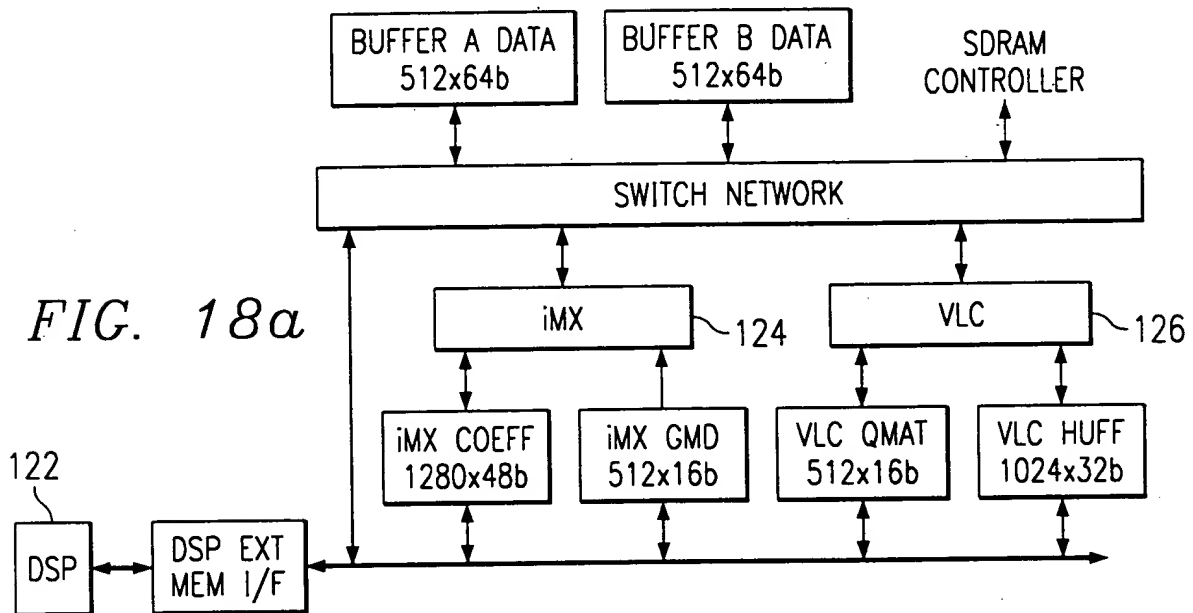 BUFFER A DATA
512x64b
BUFFER B DATA
512x64b
SDRAM
CONTROLLER
SWITCH NETWORK
FIG. 18a
iMX
124
VLC
126
iMX COEFF
1280x48b
iMX GMD
512x16b
VLC QMAT
512x16b
VLC HUFF
1024x32b
122
DSP
DSP EXT
MEM I/F